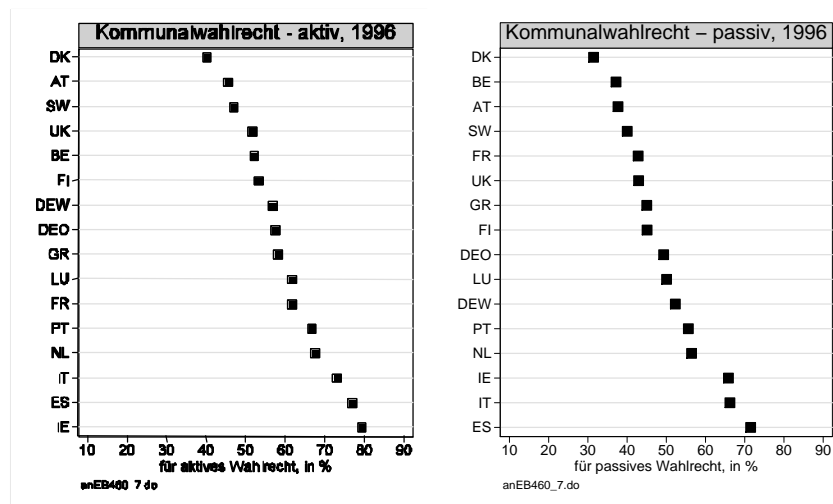 Kommunalwahlrecht - aktiv, 1996
DK
AT
SW
UK
BE
FI
DEW
DEO
GR
LU
FR
PT
NL
IT
ES
IE
10 20 30 40 50 60 70 80 90
für aktives Wahlrecht, in %
anEB460_7.do
Kommunalwahlrecht – passiv, 1996
DK
BE
AT
SW
FR
UK
GR
FI
DEO
LU
DEW
PT
NL
IE
IT
ES
10 20 30 40 50 60 70 80 90
für passives Wahlrecht, in %
anEB460_7.do